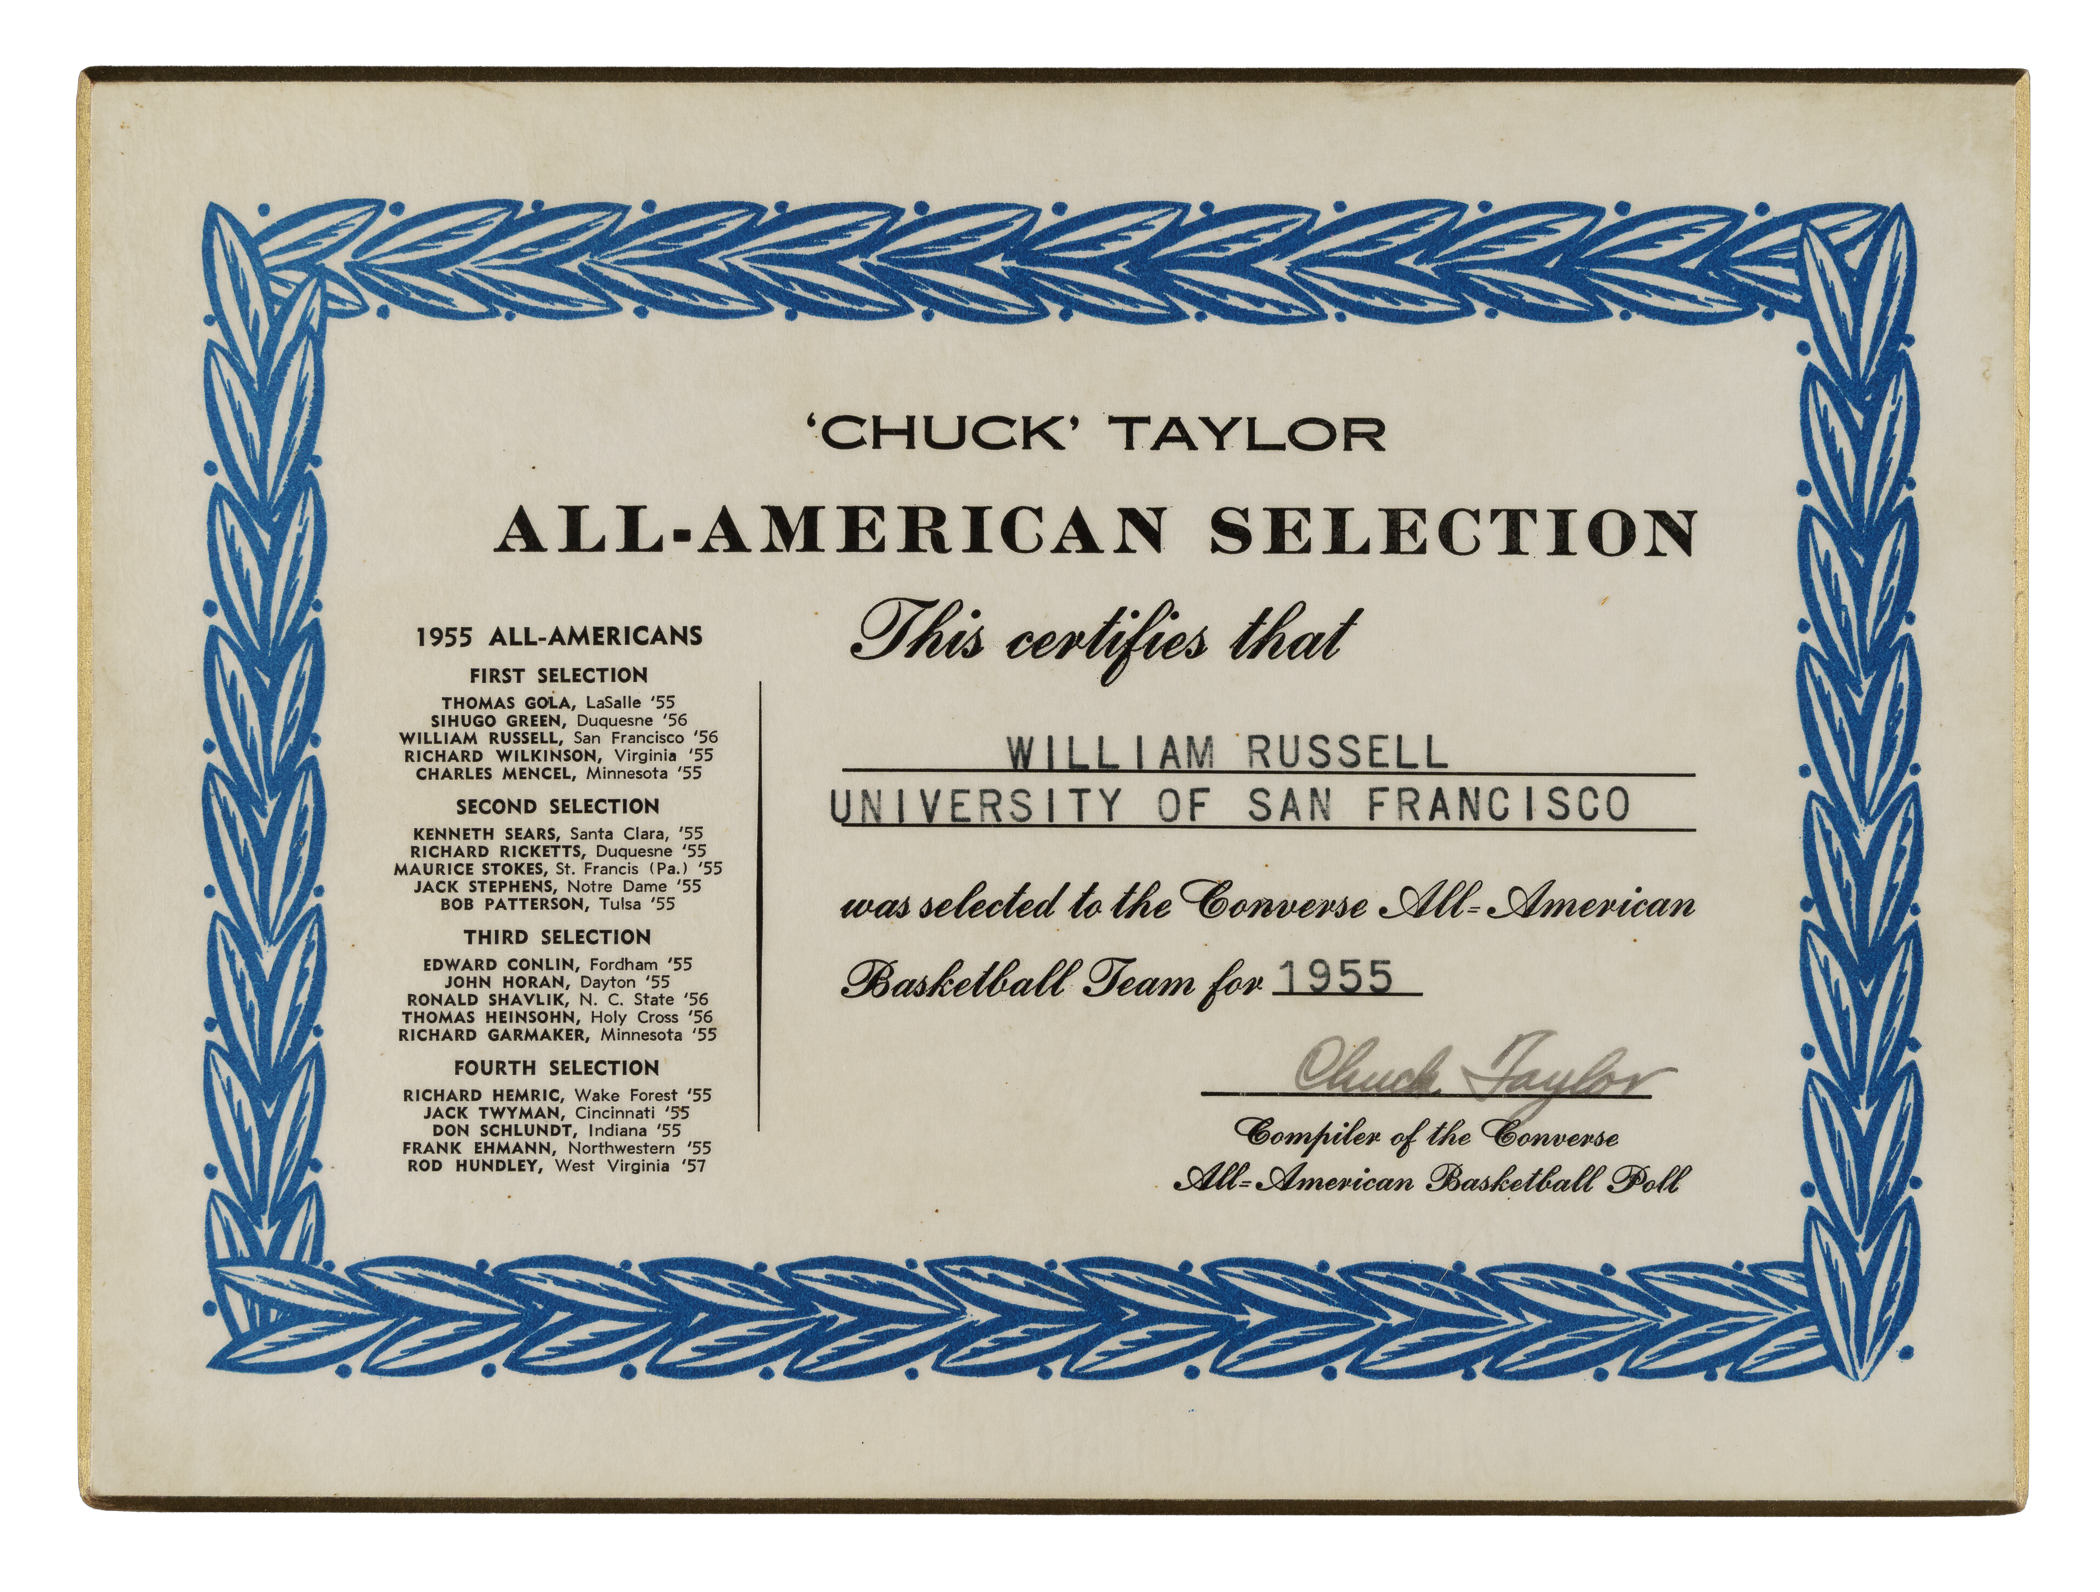 ‘CHUCK’ TAYLOR
ALL-AMERICAN SELECTION
1955 ALL-AMERICANS
FIRST SELECTION
THOMAS GOLA, LaSalle ’55
SIHUGO GREEN, Duquesne ’56
WILLIAM RUSSELL, San Francisco ’56
RICHARD WILKINSON, Virginia ’55
CHARLES MENCEL, Minnesota ’55
SECOND SELECTION
KENNETH SEARS, Santa Clara, ’55
RICHARD RICKETTS, Duquesne ’55
MAURICE STOKES, St. Francis (Pa.) ’55
JACK STEPHENS, Notre Dame ’55
BOB PATTERSON, Tulsa ’55
THIRD SELECTION
EDWARD CONLIN, Fordham ’55
JOHN HORAN, Dayton ’55
RONALD SHAVLIK, N. C. State ’56
THOMAS HEINSOHN, Holy Cross ’56
RICHARD GARMAKER, Minnesota ’55
FOURTH SELECTION
RICHARD HEMRIC, Wake Forest ’55
JACK TWYMAN, Cincinnati ’55
DON SCHLUNDT, Indiana ’55
FRANK EHMANN, Northwestern ’55
ROD HUNDLEY, West Virginia ’57
This certifies that
WILLIAM RUSSELL
UNIVERSITY OF SAN FRANCISCO
was selected to the Converse All-American
Basketball Team for 1955
Chuck Taylor
Compiler of the Converse
All-American Basketball Poll